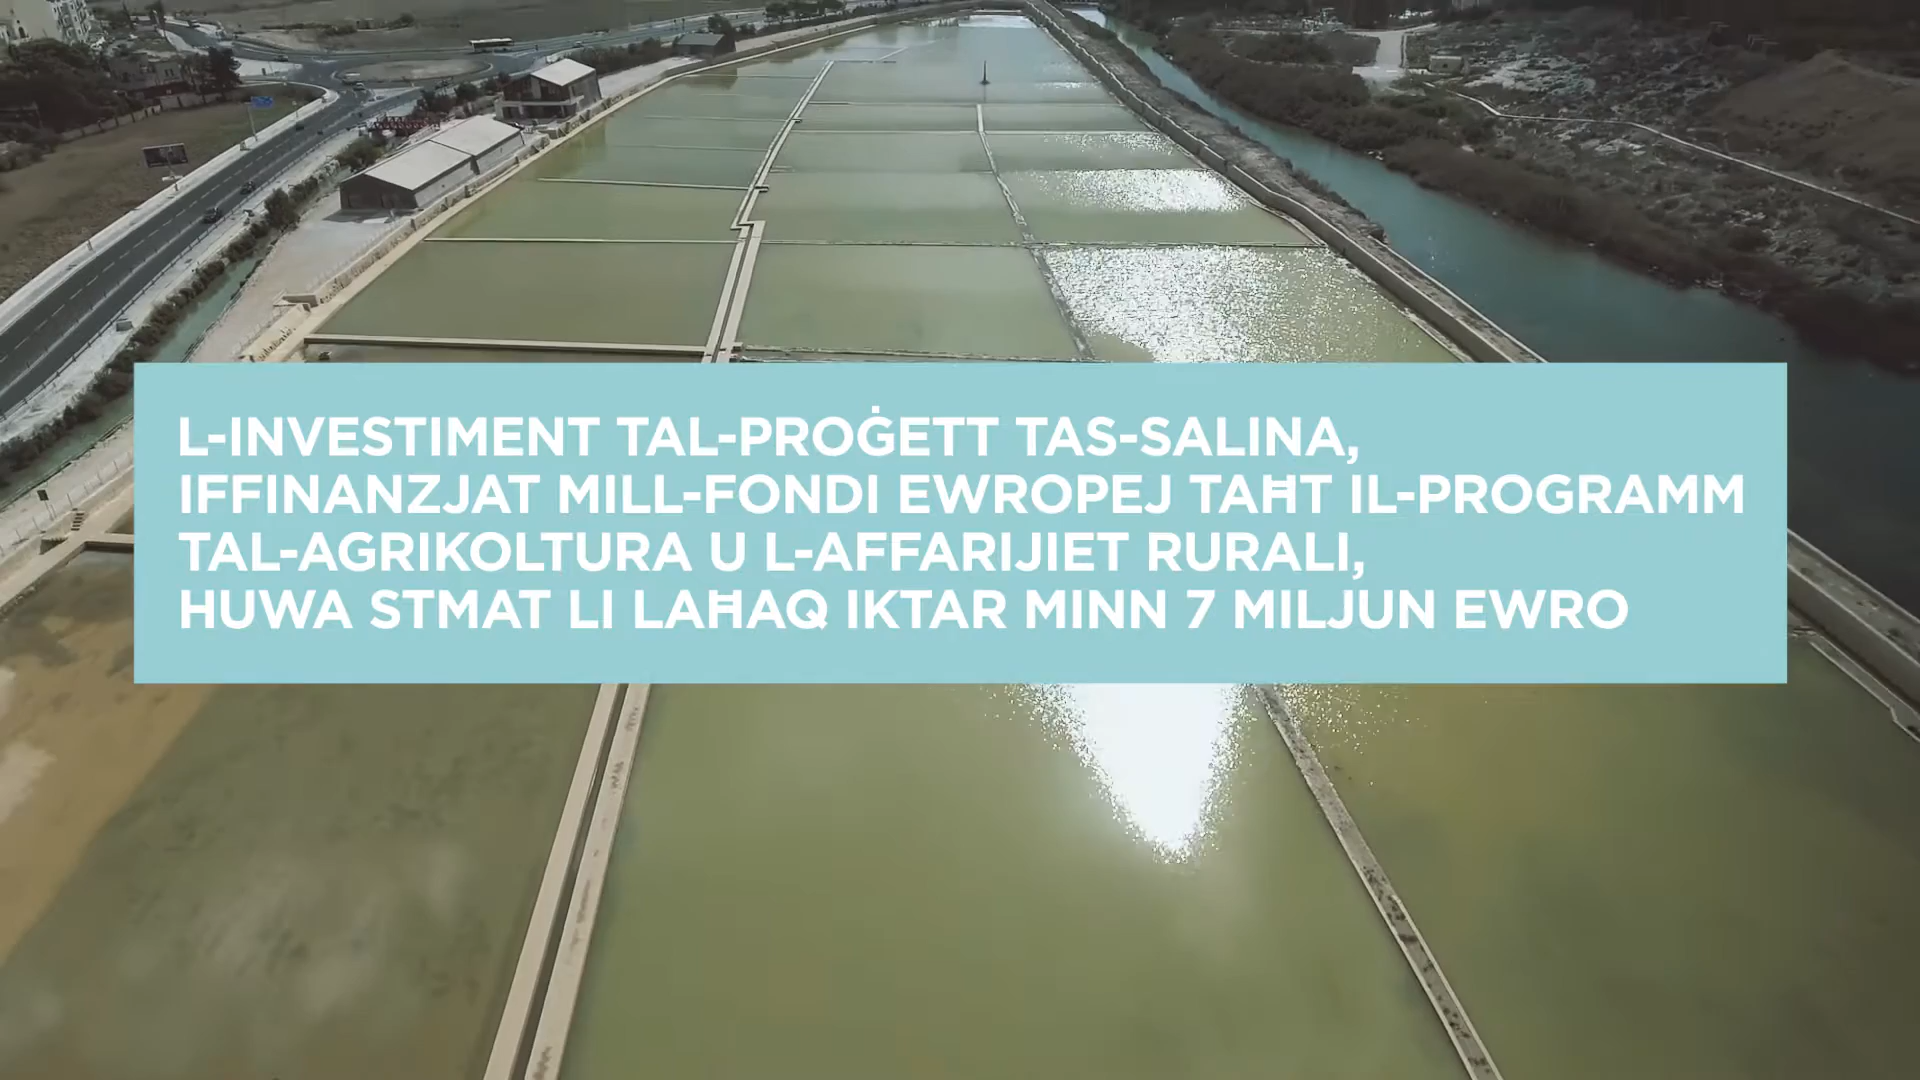 L-INVESTIMENT TAL-PROĠETT TAS-SALINA,
IFFINANZJAT MILL-FONDI EWROPEJ TAĦT IL-PROGRAMM
TAL-AGRIKOLTURA U L-AFFARIJIET RURALI,
HUWA STMAT LI LAĦAQ IKTAR MINN 7 MILJUN EWRO